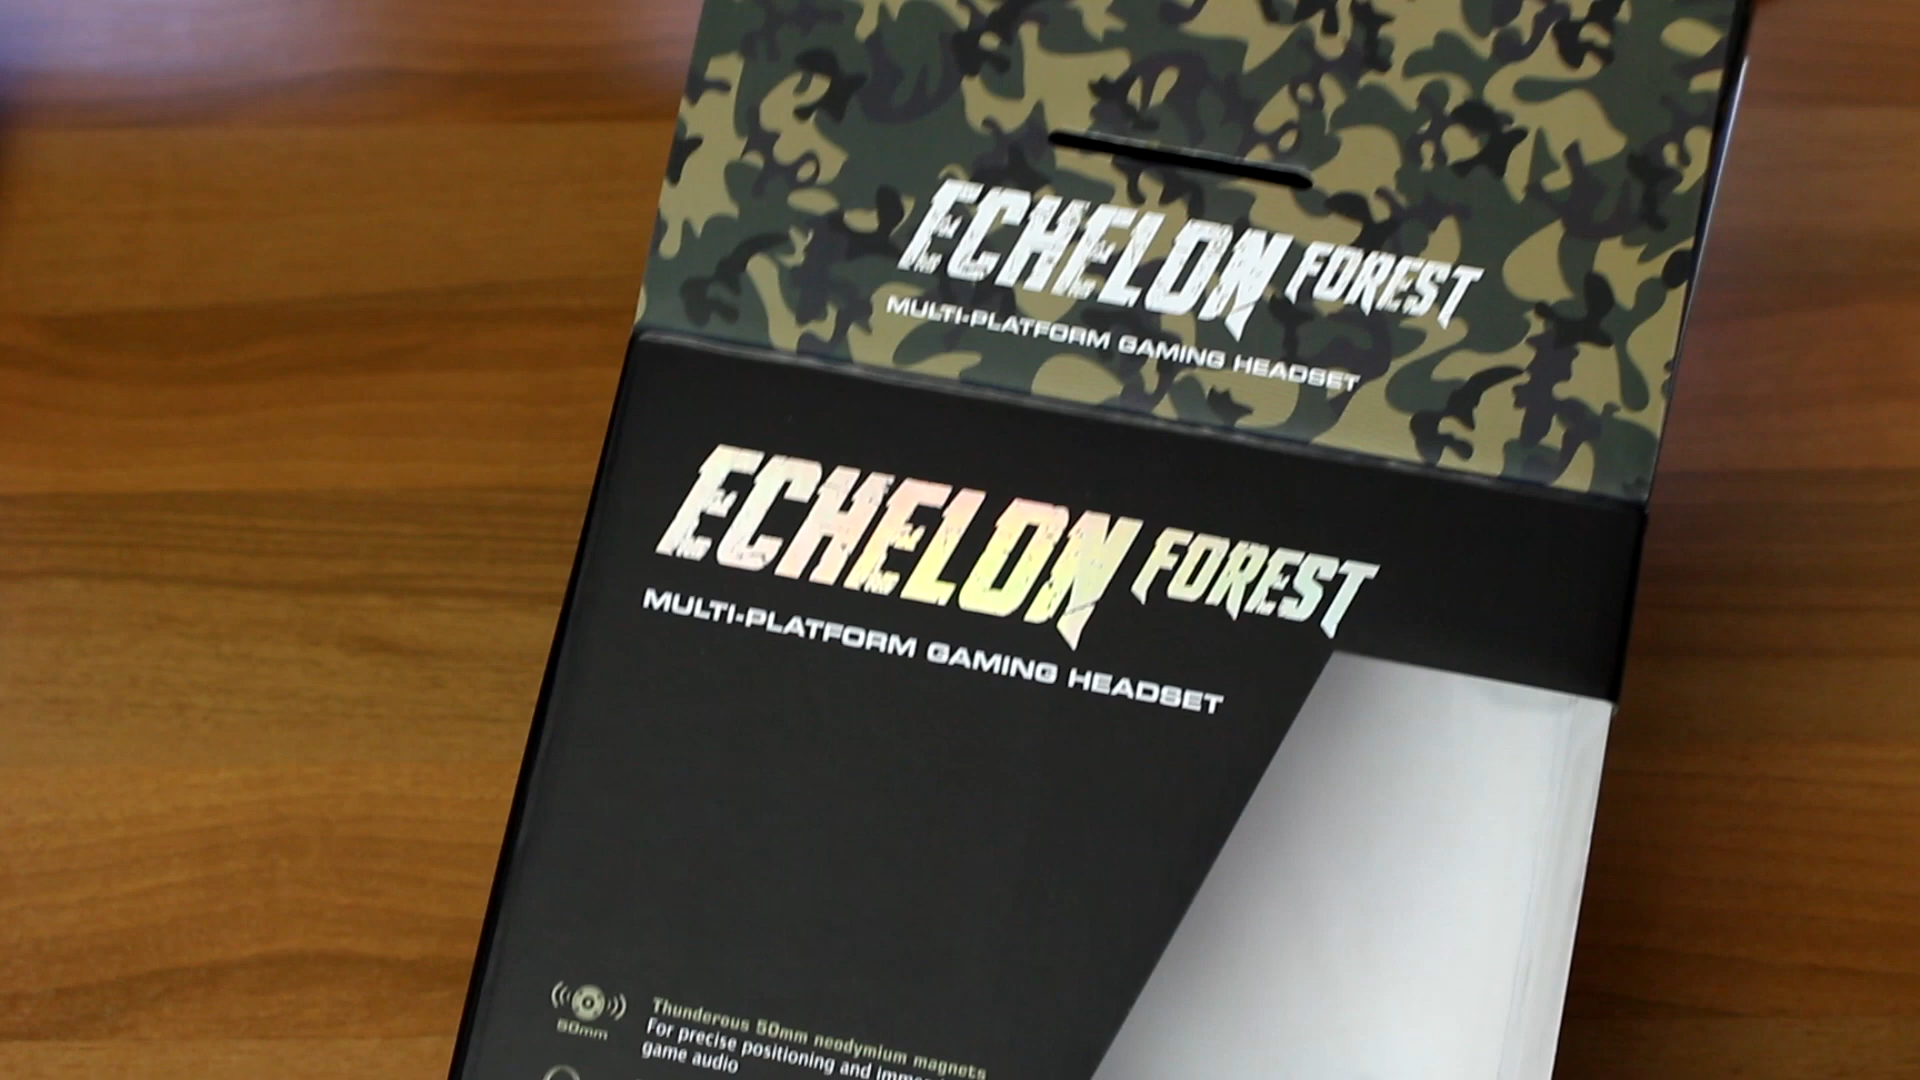 ECHELON FOREST
MULTI-PLATFORM GAMING HEADSET
ECHELON FOREST
MULTI-PLATFORM GAMING HEADSET
50mm
Thunderous 50mm neodymium magnets
For precise positioning and
game audio